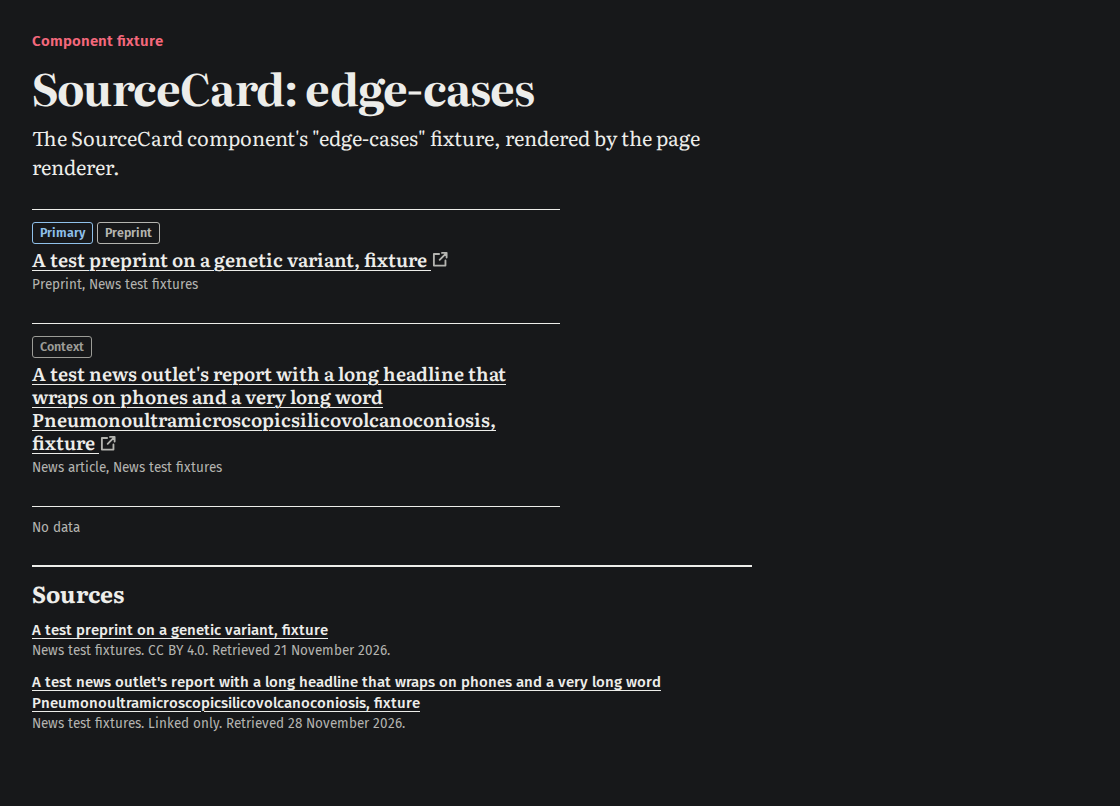 Component fixture
SourceCard: edge-cases
The SourceCard component's "edge-cases" fixture, rendered by the page
renderer.
Primary Preprint
A test preprint on a genetic variant, fixture
Preprint, News test fixtures
Context
A test news outlet's report with a long headline that
wraps on phones and a very long word
Pneumonoultramicroscopicsilicovolcanoconiosis,
fixture
News article, News test fixtures
No data
Sources
A test preprint on a genetic variant, fixture
News test fixtures. CC BY 4.0. Retrieved 21 November 2026.
A test news outlet's report with a long headline that wraps on phones and a very long word
Pneumonoultramicroscopicsilicovolcanoconiosis, fixture
News test fixtures. Linked only. Retrieved 28 November 2026.